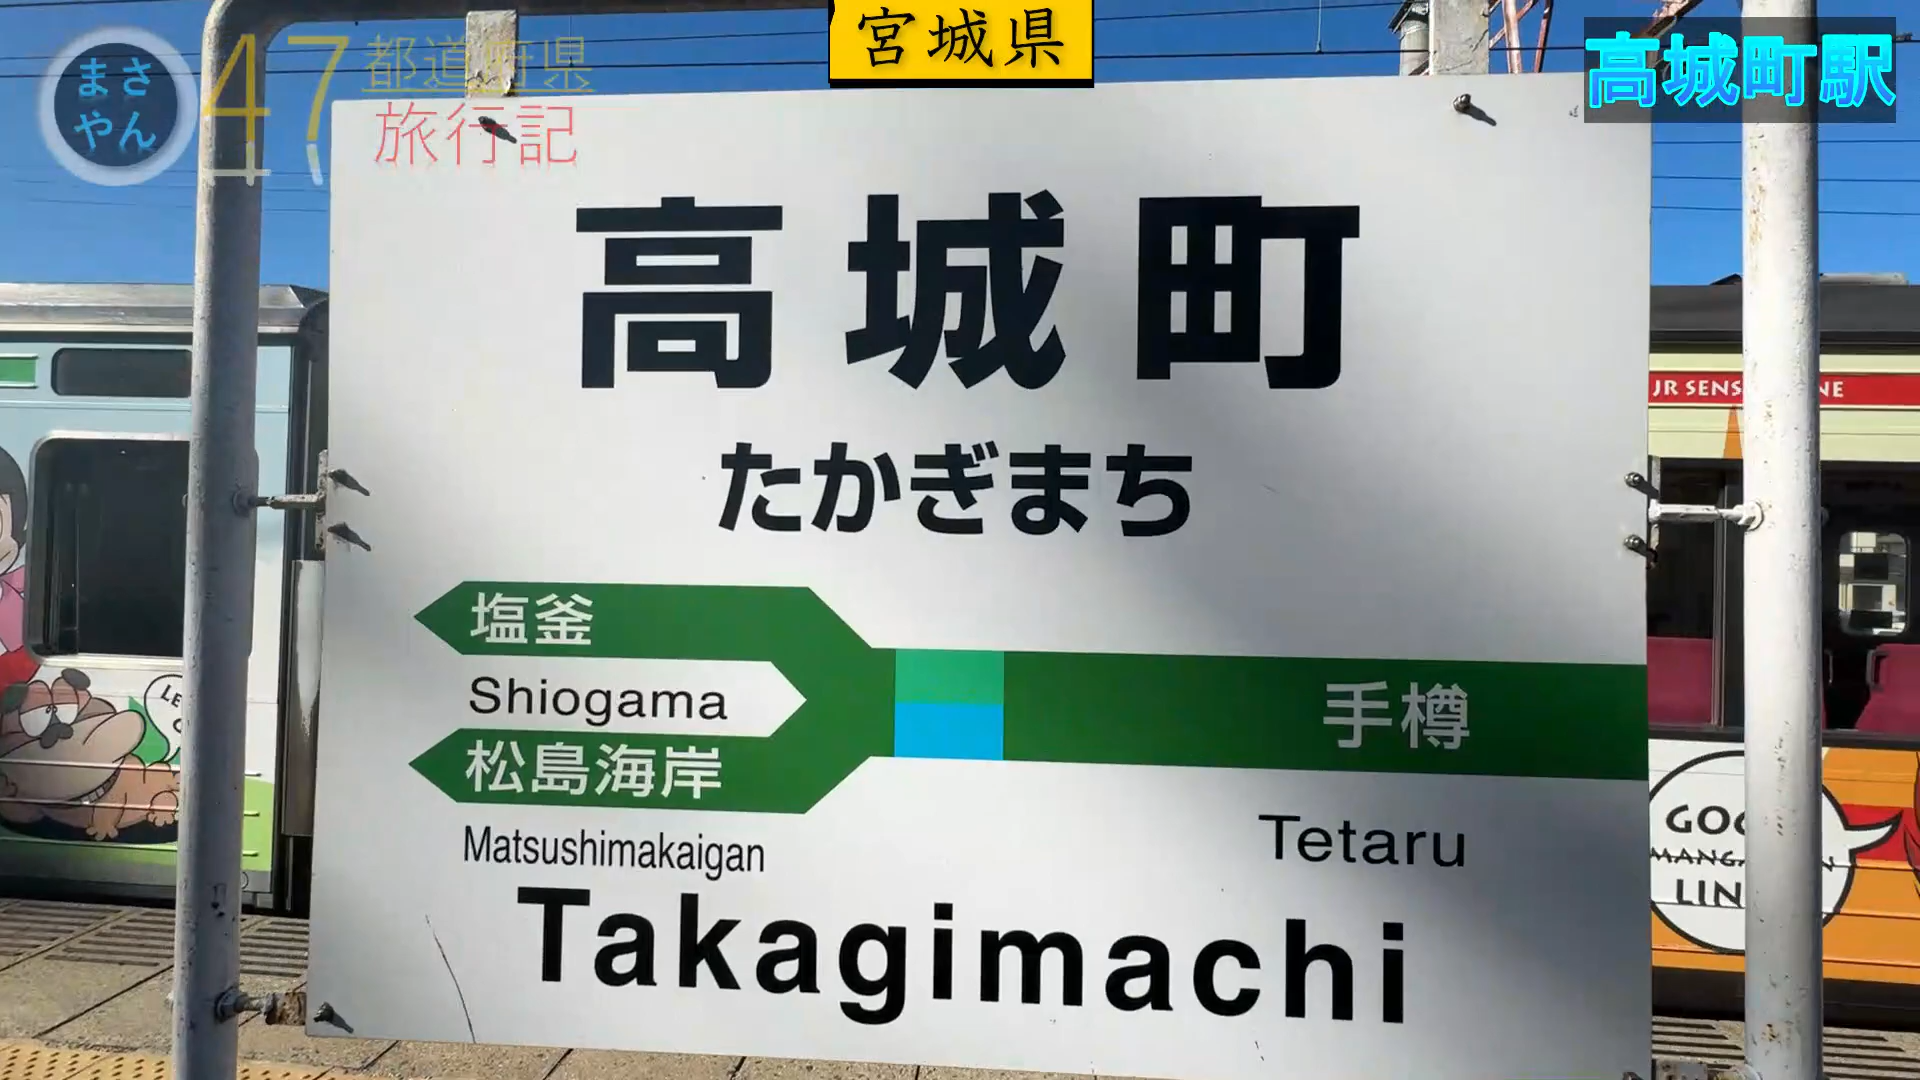 まさ
やん
47
都道府県
旅行記
宮城県
高城町駅
高城町
たかぎまち
塩釜
Shiogama
松島海岸
Matsushimakaigan
手樽
Tetaru
Takagimachi
JR SENS
NE
LINE